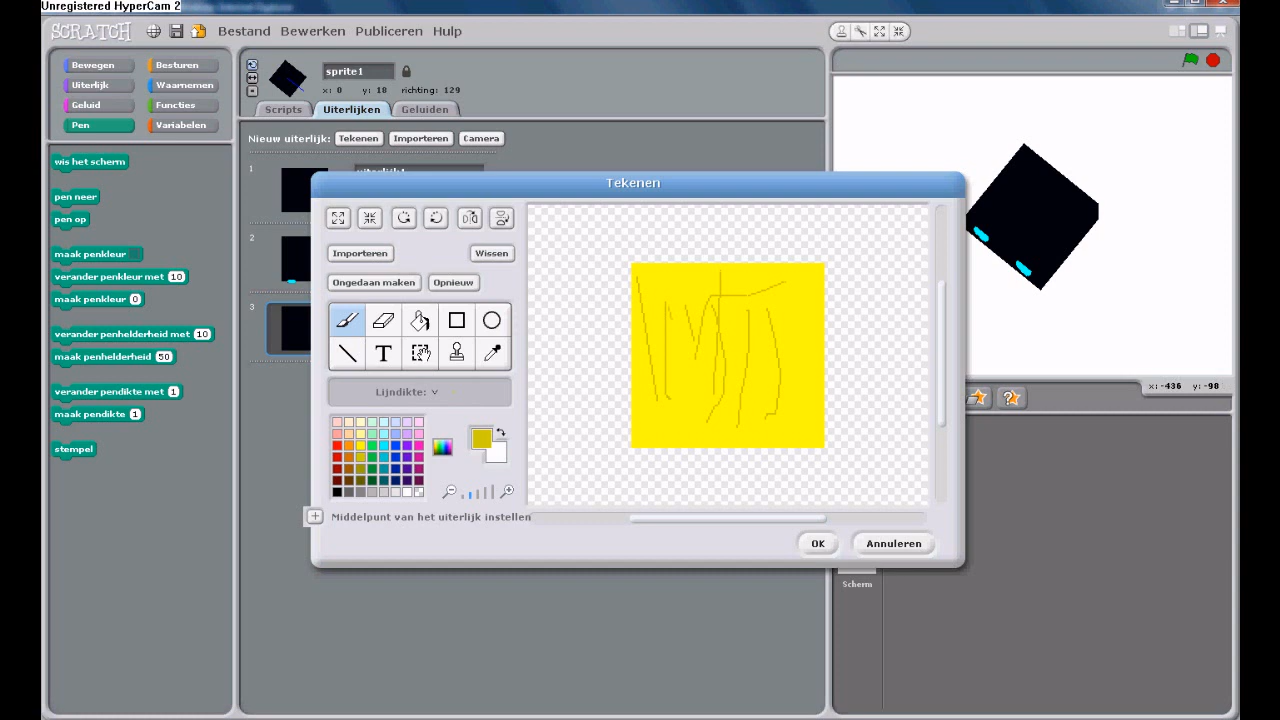 Unregistered HyperCam 2
SCRATCH
Bestand Bewerken Publiceren Hulp
Bewegen Besturen
Uiterlijk Waarnemen
Geluid Functies
Pen Variabelen
wis het scherm
pen neer
pen op
maak penkleur
verander penkleur met 10
maak penkleur 0
verander penhelderheid met 10
maak penhelderheid 50
verander pendikte met 1
maak pendikte 1
stempel
sprite1
x: 0 y: 18 richting: 129
Scripts Uiterlijken Geluiden
Nieuw uiterlijk: Tekenen Importeren Camera
1
2
3
Tekenen
Importeren Wissen
Ongedaan maken Opnieuw
T
Lijndikte:
+ Middelpunt van het uiterlijk instellen
OK Annuleren
x: -436 y: -98
?
Scherm